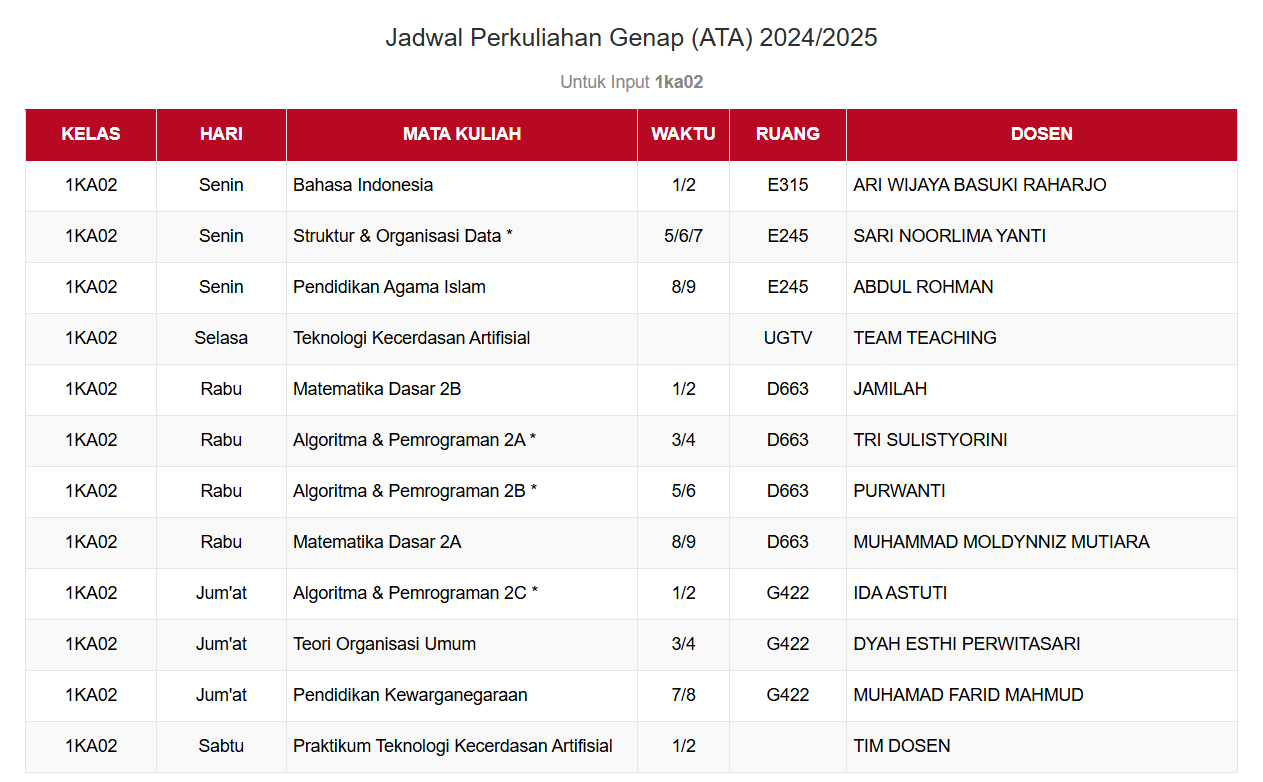 Jadwal Perkuliahan Genap (ATA) 2024/2025
Untuk Input 1ka02
KELAS HARI MATA KULIAH WAKTU RUANG DOSEN
1KA02 Senin Bahasa Indonesia 1/2 E315 ARI WIJAYA BASUKI RAHARJO
1KA02 Senin Struktur & Organisasi Data * 5/6/7 E245 SARI NOORLIMA YANTI
1KA02 Senin Pendidikan Agama Islam 8/9 E245 ABDUL ROHMAN
1KA02 Selasa Teknologi Kecerdasan Artifisial UGTV TEAM TEACHING
1KA02 Rabu Matematika Dasar 2B 1/2 D663 JAMILAH
1KA02 Rabu Algoritma & Pemrograman 2A * 3/4 D663 TRI SULISTYORINI
1KA02 Rabu Algoritma & Pemrograman 2B * 5/6 D663 PURWANTI
1KA02 Rabu Matematika Dasar 2A 8/9 D663 MUHAMMAD MOLDYNNIZ MUTIARA
1KA02 Jum'at Algoritma & Pemrograman 2C * 1/2 G422 IDA ASTUTI
1KA02 Jum'at Teori Organisasi Umum 3/4 G422 DYAH ESTHI PERWITASARI
1KA02 Jum'at Pendidikan Kewarganegaraan 7/8 G422 MUHAMAD FARID MAHMUD
1KA02 Sabtu Praktikum Teknologi Kecerdasan Artifisial 1/2 TIM DOSEN